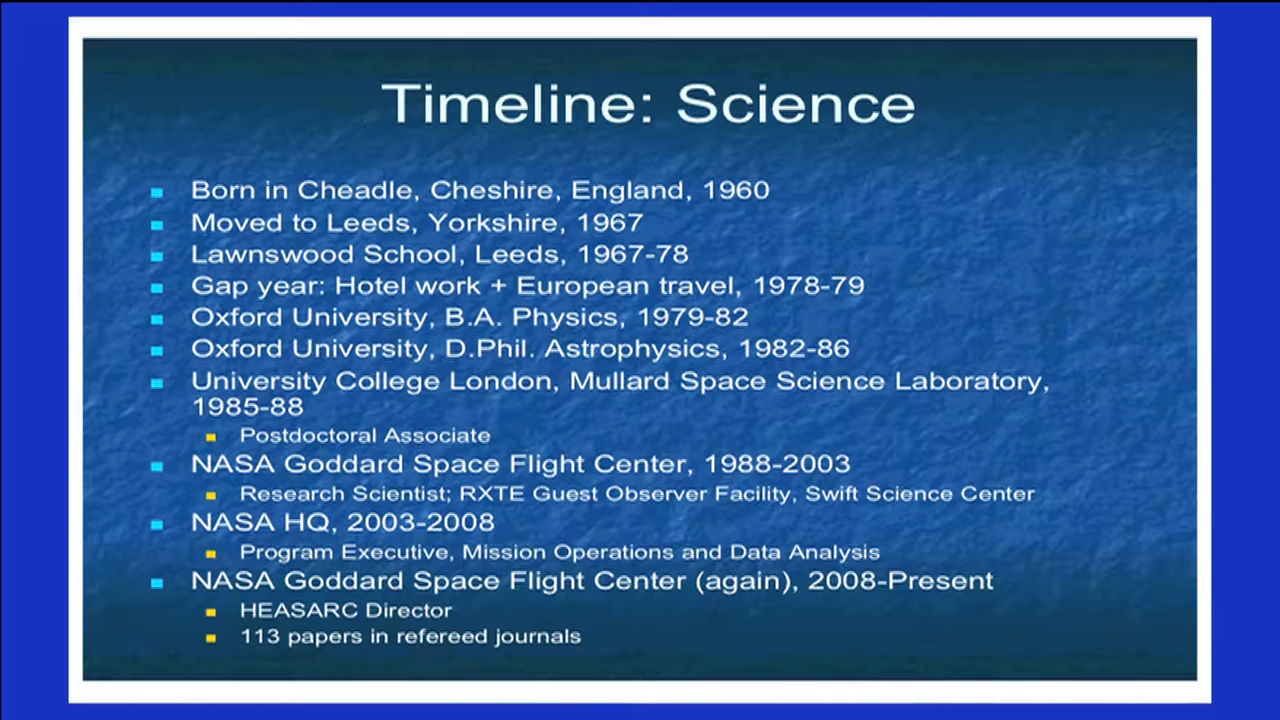 Timeline: Science
Born in Cheadle, Cheshire, England, 1960
Moved to Leeds, Yorkshire, 1967
Lawnswood School, Leeds, 1967-78
Gap year: Hotel work + European travel, 1978-79
Oxford University, B.A. Physics, 1979-82
Oxford University, D.Phil. Astrophysics, 1982-86
University College London, Mullard Space Science Laboratory,
1985-88
Postdoctoral Associate
NASA Goddard Space Flight Center, 1988-2003
Research Scientist; RXTE Guest Observer Facility, Swift Science Center
NASA HQ, 2003-2008
Program Executive, Mission Operations and Data Analysis
NASA Goddard Space Flight Center (again), 2008-Present
HEASARC Director
113 papers in refereed journals